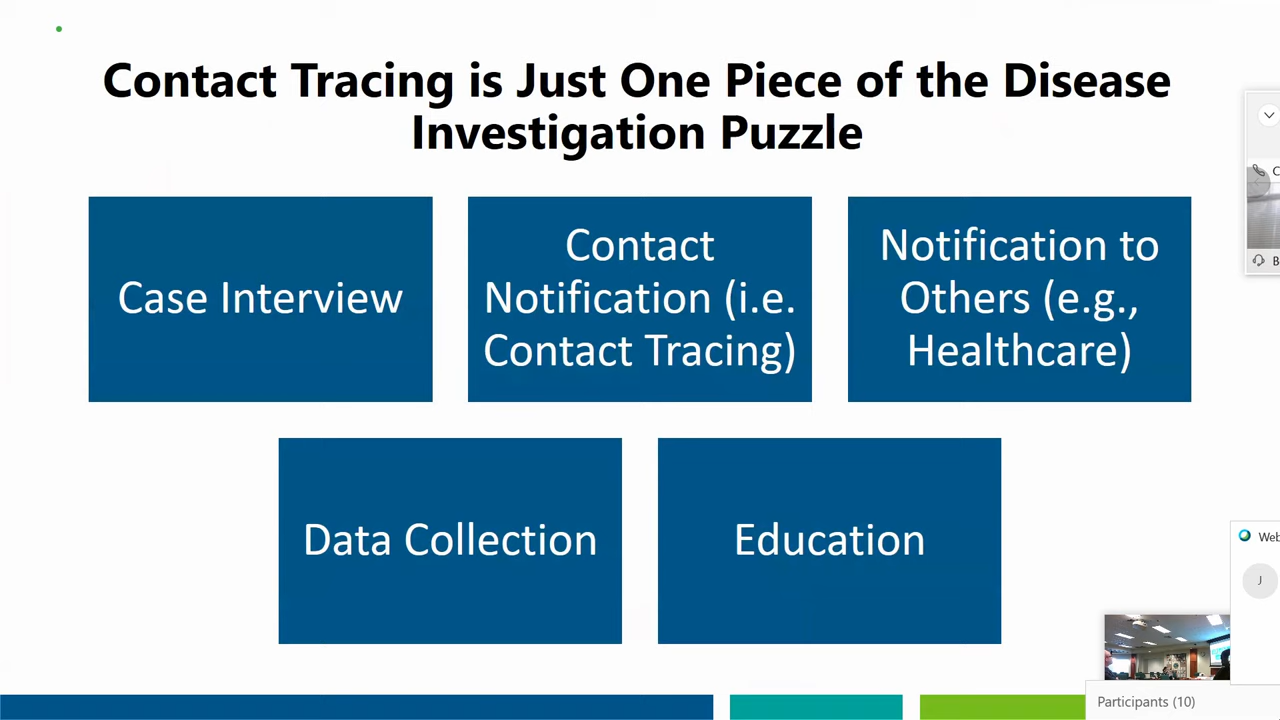 Contact Tracing is Just One Piece of the Disease
Investigation Puzzle
Case Interview
Contact
Notification (i.e.
Contact Tracing)
Notification to
Others (e.g.,
Healthcare)
Data Collection
Education
C
B
Web
J
Participants (10)